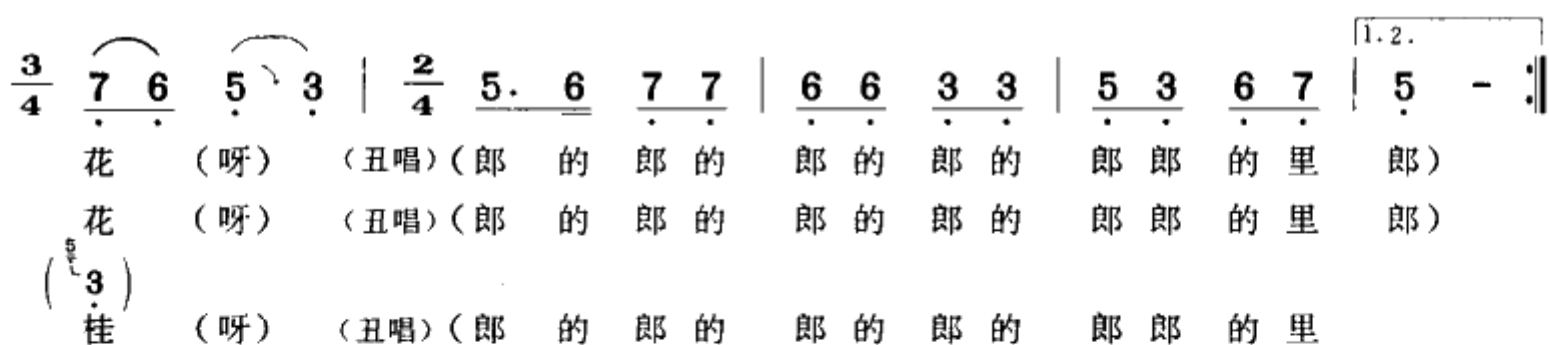 1.2.
3/4 7 6 5 3 | 2/4 5. 6 7 7 | 6 6 3 3 | 5 3 6 7 | 5 - :‖
花 （呀） （丑唱）（郎 的 郎 的 郎 的 郎 的 郎 郎 的 里 郎）
花 （呀） （丑唱）（郎 的 郎 的 郎 的 郎 的 郎 郎 的 里 郎）
（5 3）
桂 （呀） （丑唱）（郎 的 郎 的 郎 的 郎 的 郎 郎 的 里